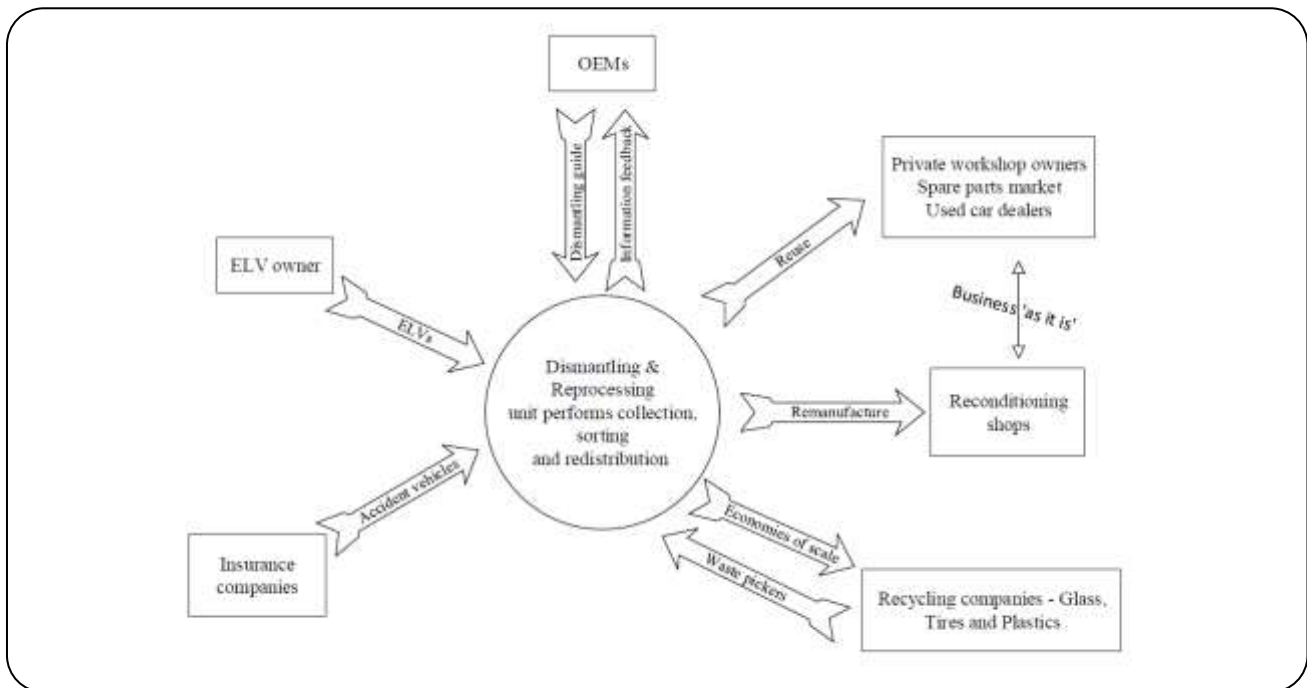 OEMs
Dismantling guide
Information feedback
Private workshop owners
Spare parts market
Used car dealers
Reuse
ELV owner
ELVs
Business 'as it is'
Dismantling &
Reprocessing
unit performs collection,
sorting
and redistribution
Remanufacture
Reconditioning
shops
Accident vehicles
Economies of scale
Waste pickers
Insurance
companies
Recycling companies - Glass,
Tires and Plastics